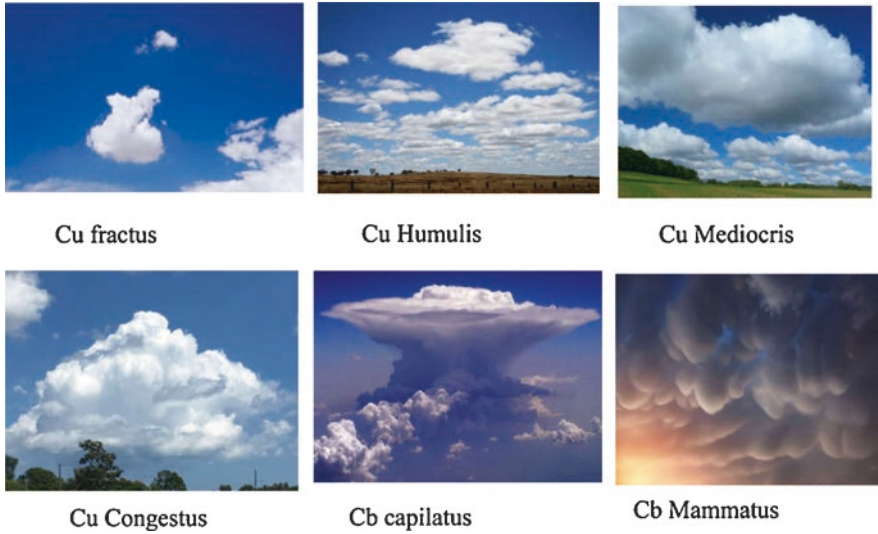 Cu fractus
Cu Humulis
Cu Mediocris
Cu Congestus
Cb capilatus
Cb Mammatus